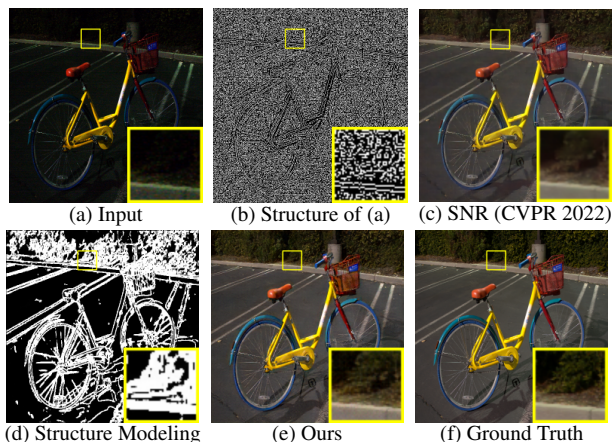 (a) Input
(b) Structure of (a)
(c) SNR (CVPR 2022)
(d) Structure Modeling
(e) Ours
(f) Ground Truth